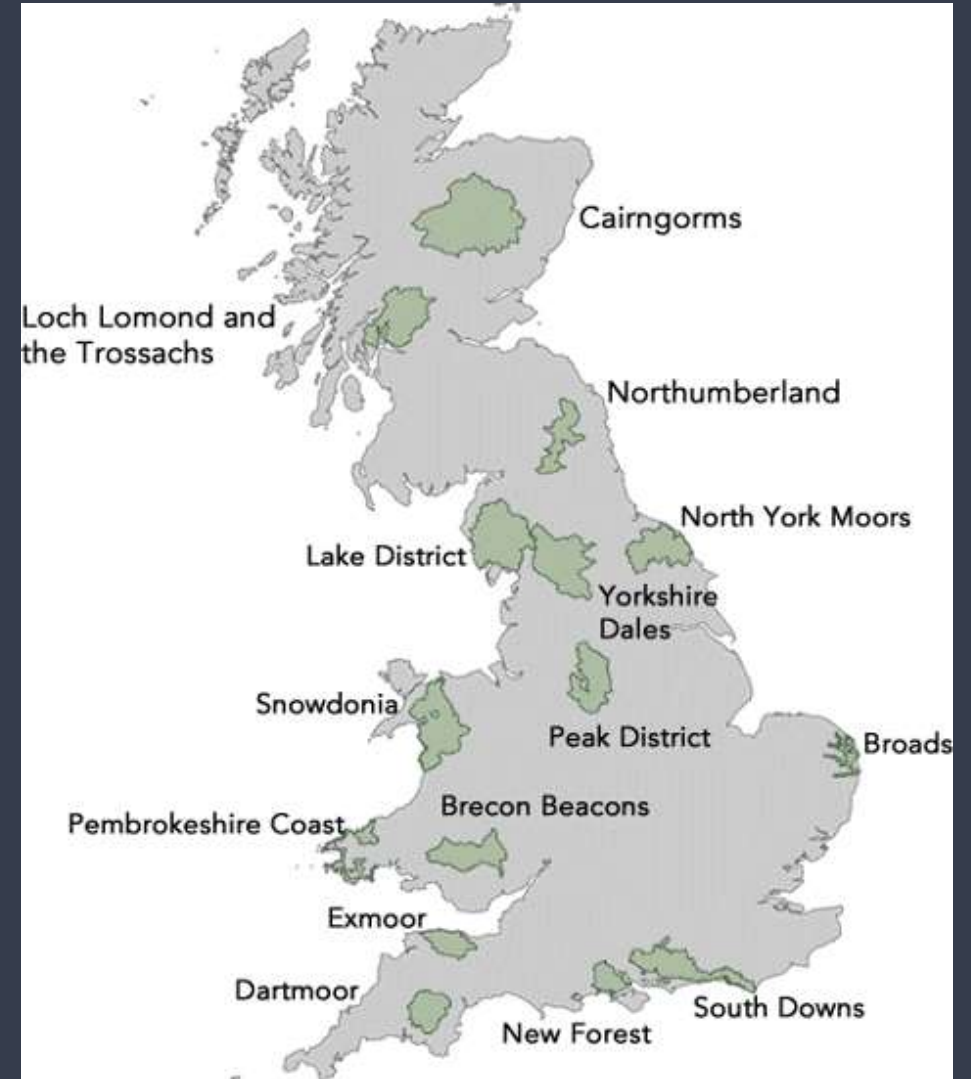 Cairngorms
Loch Lomond and
the Trossachs
Northumberland
North York Moors
Lake District
Yorkshire
Dales
Snowdonia
Peak District
Broads
Brecon Beacons
Pembrokeshire Coast
Exmoor
Dartmoor
South Downs
New Forest